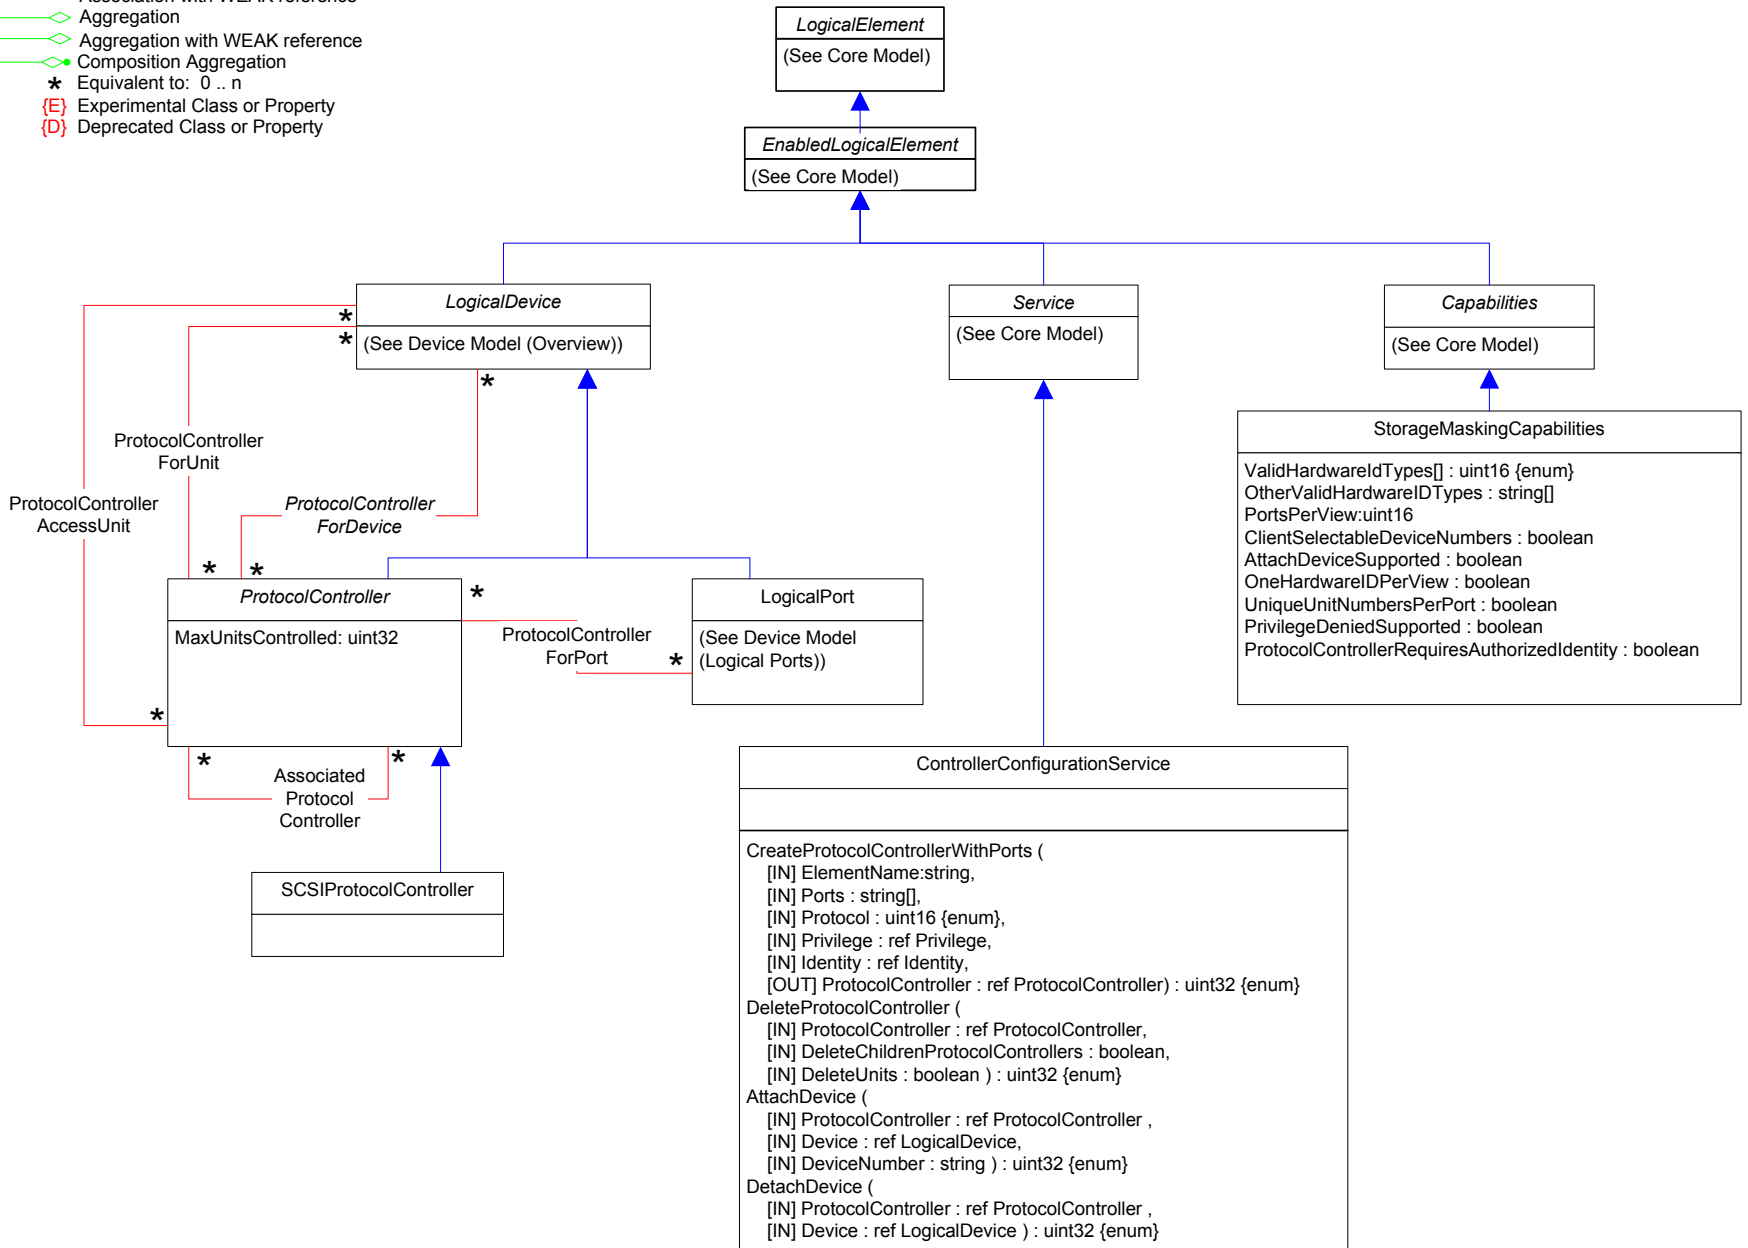 Association with WEAK reference
Aggregation
Aggregation with WEAK reference
Composition Aggregation
* Equivalent to: 0 .. n
{E} Experimental Class or Property
{D} Deprecated Class or Property
LogicalElement
(See Core Model)
EnabledLogicalElement
(See Core Model)
LogicalDevice
(See Device Model (Overview))
*
*
*
Service
(See Core Model)
Capabilities
(See Core Model)
StorageMaskingCapabilities
ValidHardwareIdTypes[] : uint16 {enum}
OtherValidHardwareIDTypes : string[]
PortsPerView:uint16
ClientSelectableDeviceNumbers : boolean
AttachDeviceSupported : boolean
OneHardwareIDPerView : boolean
UniqueUnitNumbersPerPort : boolean
PrivilegeDeniedSupported : boolean
ProtocolControllerRequiresAuthorizedIdentity : boolean
ProtocolController
ForUnit
ProtocolController
AccessUnit
ProtocolController
ForDevice
*
*
*
ProtocolController
MaxUnitsControlled: uint32
ProtocolController
ForPort
*
LogicalPort
(See Device Model
(Logical Ports))
*
*
*
Associated
Protocol
Controller
SCSIProtocolController
ControllerConfigurationService
CreateProtocolControllerWithPorts (
[IN] ElementName:string,
[IN] Ports : string[],
[IN] Protocol : uint16 {enum},
[IN] Privilege : ref Privilege,
[IN] Identity : ref Identity,
[OUT] ProtocolController : ref ProtocolController) : uint32 {enum}
DeleteProtocolController (
[IN] ProtocolController : ref ProtocolController,
[IN] DeleteChildrenProtocolControllers : boolean,
[IN] DeleteUnits : boolean ) : uint32 {enum}
AttachDevice (
[IN] ProtocolController : ref ProtocolController ,
[IN] Device : ref LogicalDevice,
[IN] DeviceNumber : string ) : uint32 {enum}
DetachDevice (
[IN] ProtocolController : ref ProtocolController ,
[IN] Device : ref LogicalDevice ) : uint32 {enum}